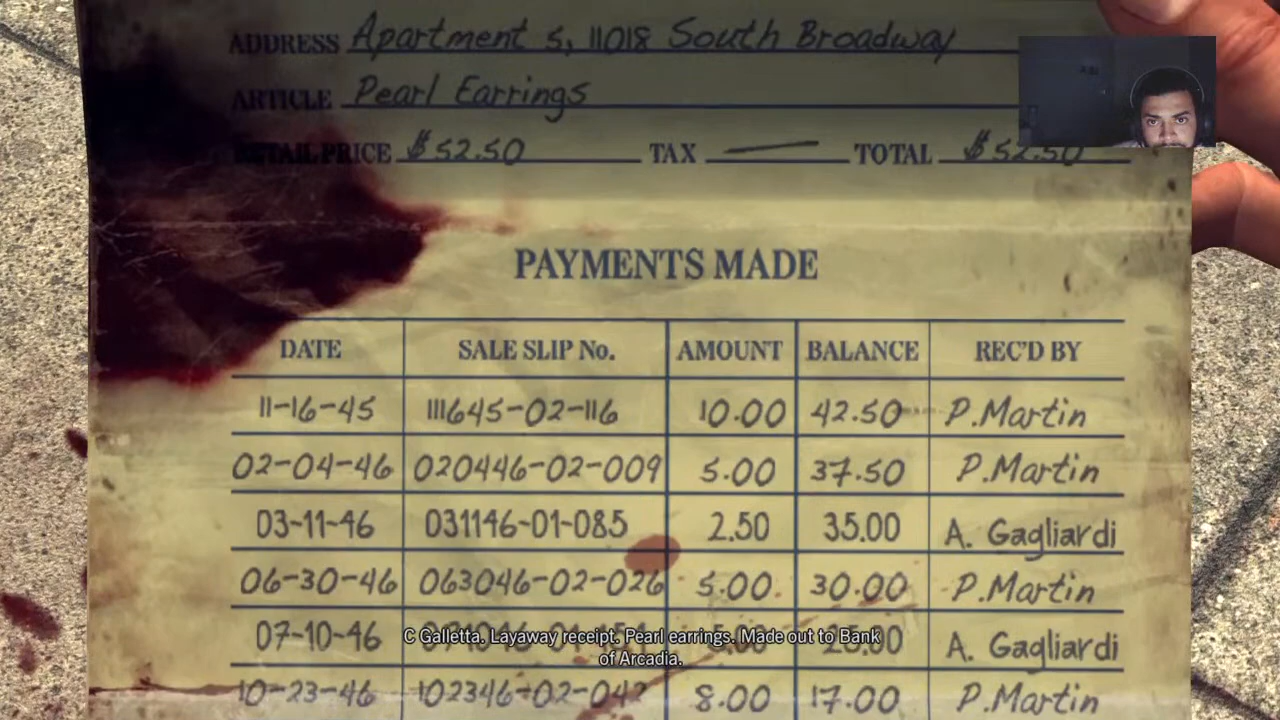 ADDRESS Apartment 5, 11018 South Broadway
ARTICLE Pearl Earrings
RETAIL PRICE $52.50 TAX — TOTAL $52.50
PAYMENTS MADE
DATE SALE SLIP No. AMOUNT BALANCE REC'D BY
11-16-45 111645-02-116 10.00 42.50 P.Martin
02-04-46 020446-02-009 5.00 37.50 P.Martin
03-11-46 031146-01-085 2.50 35.00 A. Gagliardi
06-30-46 063046-02-026 5.00 30.00 P.Martin
07-10-46 A. Gagliardi
C Galletta. Layaway receipt. Pearl earrings. Made out to Bank
of Arcadia.
10-23-46 102346-02-042 8.00 17.00 P.Martin